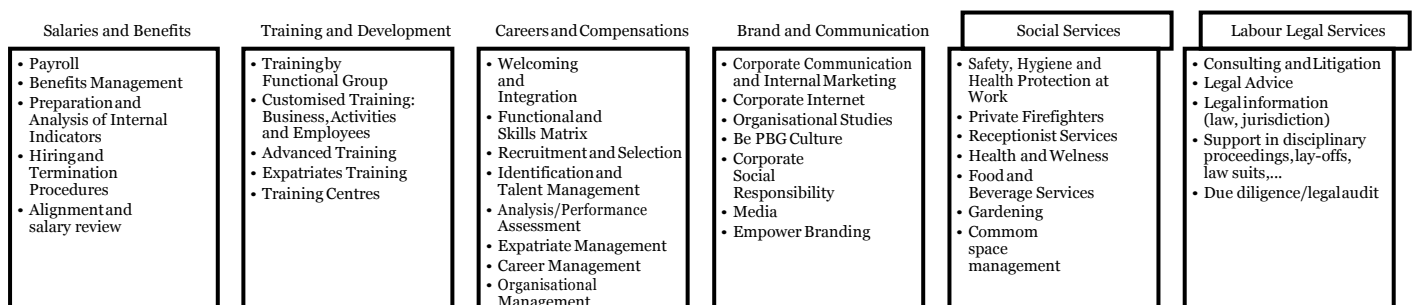 Salaries and Benefits
• Payroll
• Benefits Management
• Preparation and
Analysis of Internal
Indicators
• Hiring and
Termination
Procedures
• Alignment and
salary review
Training and Development
• Training by
Functional Group
• Customised Training:
Business, Activities
and Employees
• Advanced Training
• Expatriates Training
• Training Centres
Careers and Compensations
• Welcoming
and
Integration
• Functional and
Skills Matrix
• Recruitment and Selection
• Identification and
Talent Management
• Analysis/Performance
Assessment
• Expatriate Management
• Career Management
• Organisational
Management
Brand and Communication
• Corporate Communication
and Internal Marketing
• Corporate Internet
• Organisational Studies
• Be PBG Culture
• Corporate
Social
Responsibility
• Media
• Empower Branding
Social Services
• Safety, Hygiene and
Health Protection at
Work
• Private Firefighters
• Receptionist Services
• Health and Welness
• Food and
Beverage Services
• Gardening
• Commom
space
management
Labour Legal Services
• Consulting and Litigation
• Legal Advice
• Legal information
(law, jurisdiction)
• Support in disciplinary
proceedings, lay-offs,
law suits,...
• Due diligence/legal audit